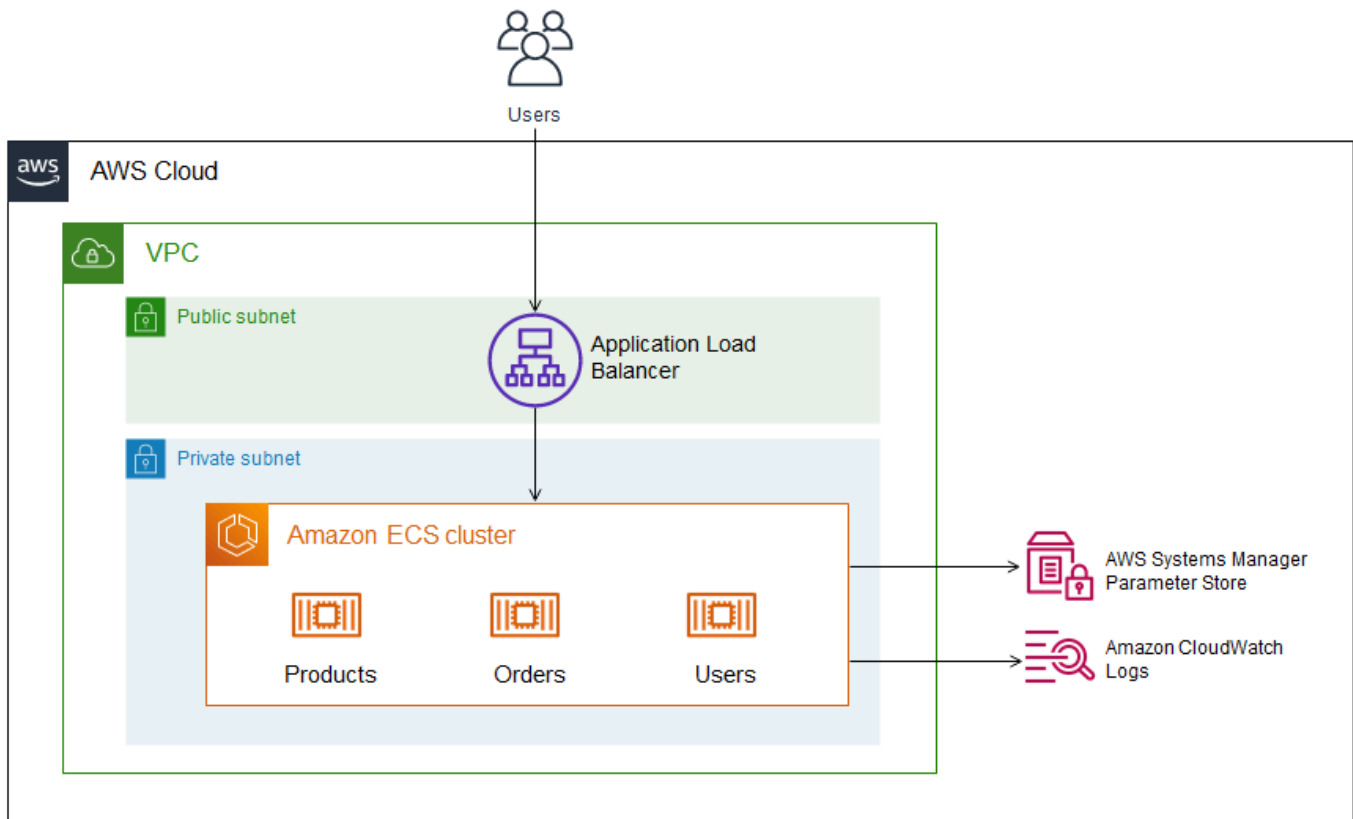 Users
aws
AWS Cloud
VPC
Public subnet
Application Load
Balancer
Private subnet
Amazon ECS cluster
Products
Orders
Users
AWS Systems Manager
Parameter Store
Amazon CloudWatch
Logs